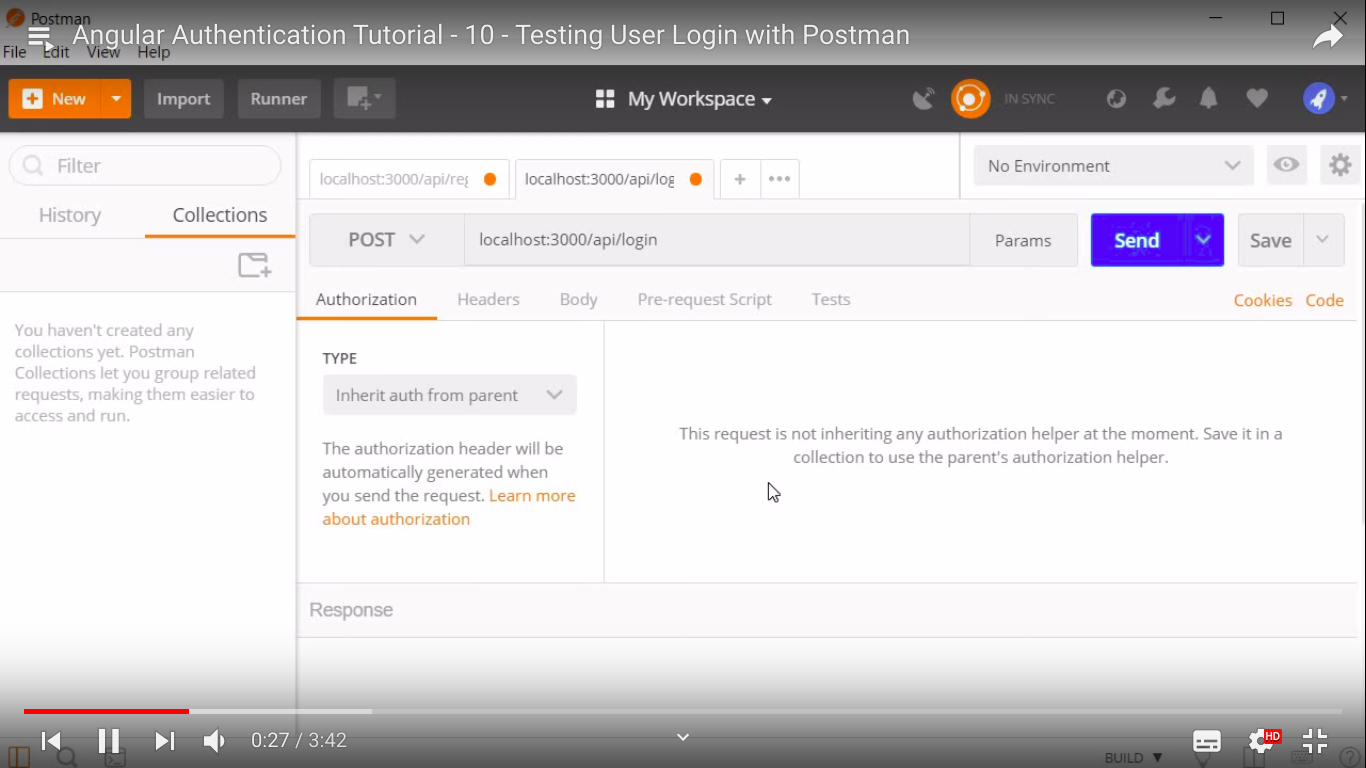 Postman
Angular Authentication Tutorial - 10 - Testing User Login with Postman
File Edit View Help
New Import Runner My Workspace IN SYNC
Filter
localhost:3000/api/reg localhost:3000/api/log + ••• No Environment
History Collections
POST localhost:3000/api/login Params Send Save
Authorization Headers Body Pre-request Script Tests Cookies Code
You haven't created any
collections yet. Postman
Collections let you group related
requests, making them easier to
access and run.
TYPE
Inherit auth from parent
The authorization header will be
automatically generated when
you send the request. Learn more
about authorization
This request is not inheriting any authorization helper at the moment. Save it in a
collection to use the parent's authorization helper.
Response
0:27 / 3:42
HD
BUILD